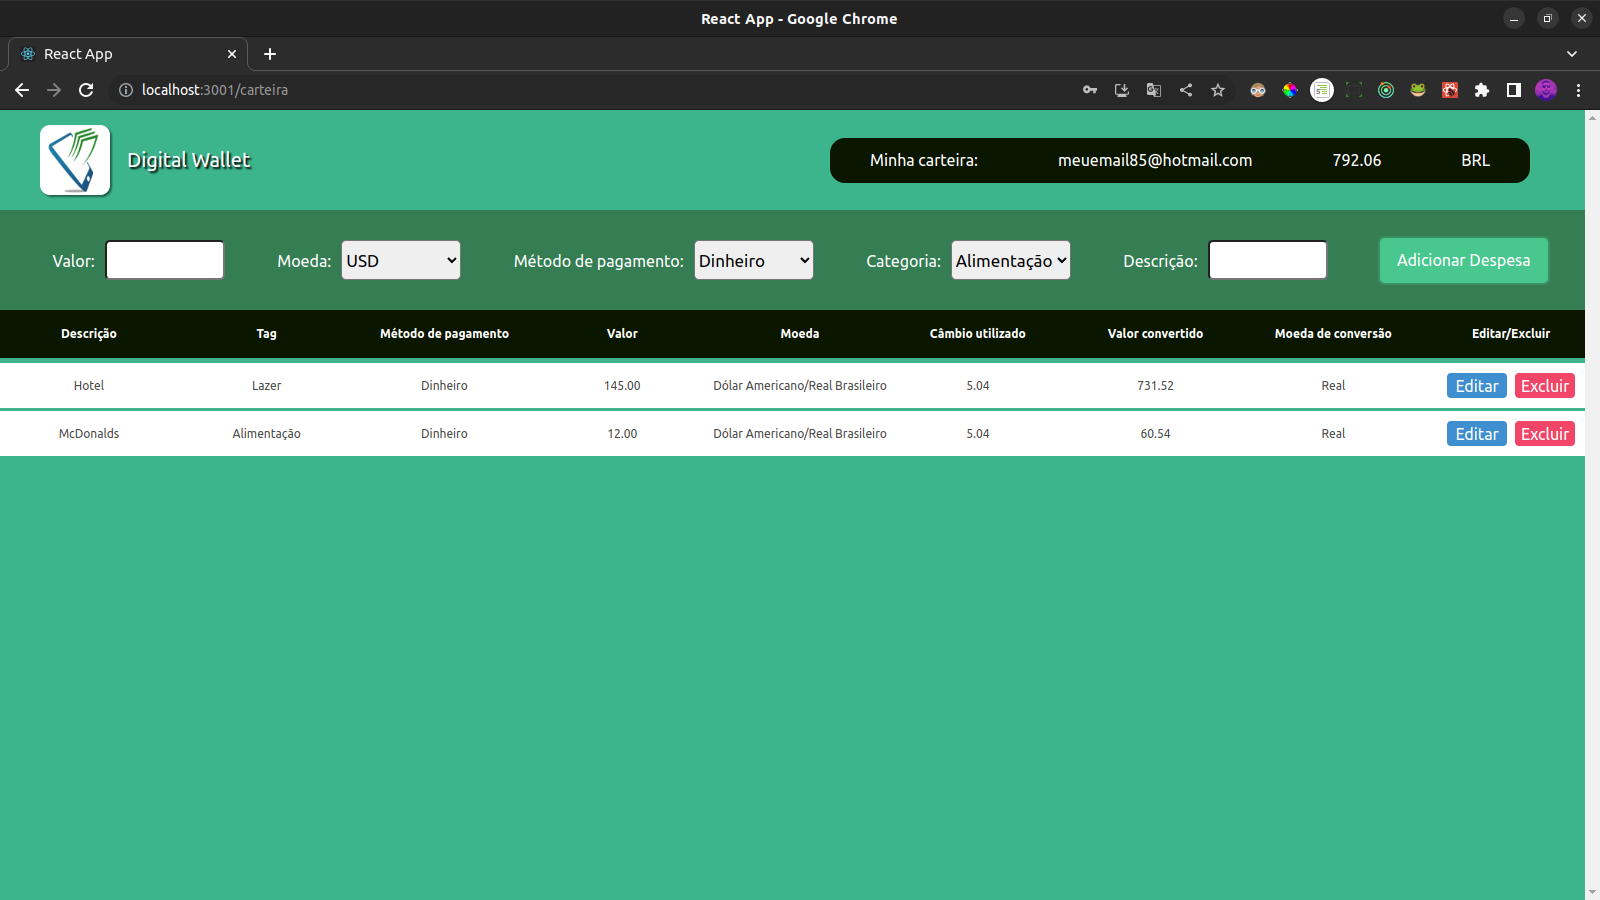 React App - Google Chrome
React App
localhost:3001/carteira
Digital Wallet
Minha carteira: meuemail85@hotmail.com 792.06 BRL
Valor: Moeda: USD Método de pagamento: Dinheiro Categoria: Alimentação Descrição: Adicionar Despesa
Descrição Tag Método de pagamento Valor Moeda Câmbio utilizado Valor convertido Moeda de conversão Editar/Excluir
Hotel Lazer Dinheiro 145.00 Dólar Americano/Real Brasileiro 5.04 731.52 Real Editar Excluir
McDonalds Alimentação Dinheiro 12.00 Dólar Americano/Real Brasileiro 5.04 60.54 Real Editar Excluir